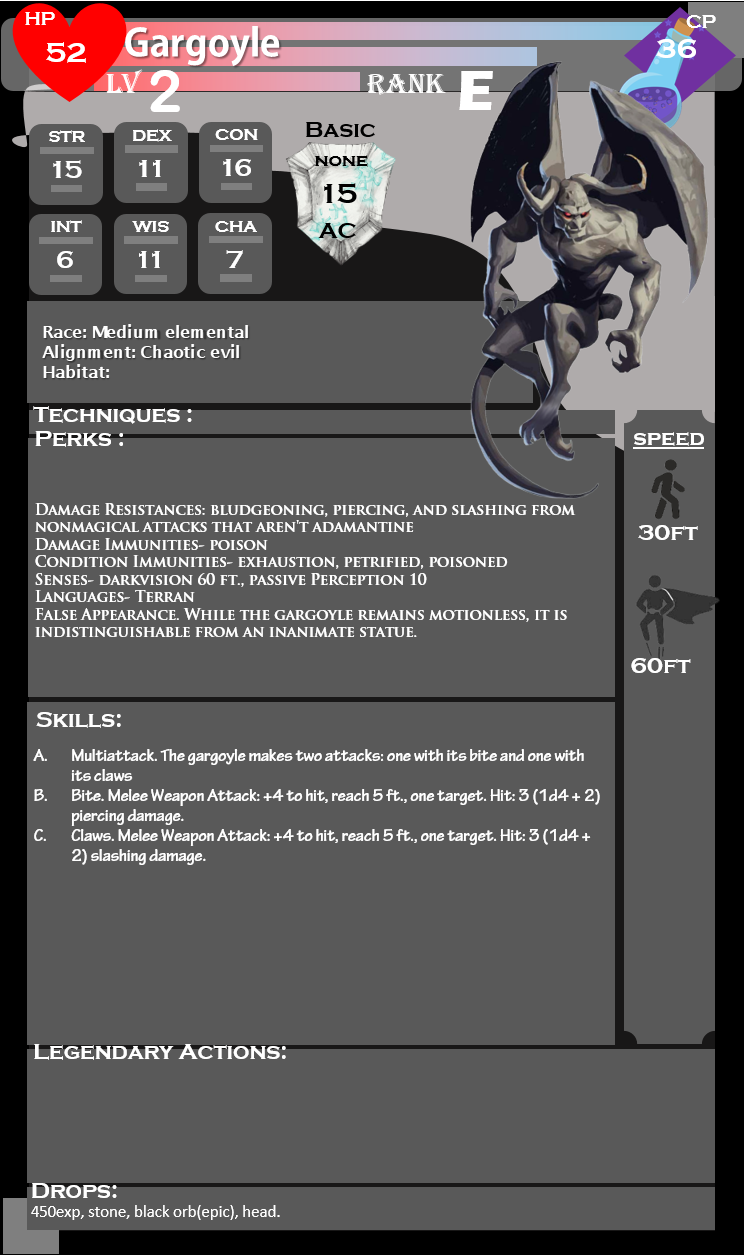 HP
52
Gargoyle
CP
36
LV 2
RANK E
STR
15
DEX
11
CON
16
INT
6
WIS
11
CHA
7
Basic
NONE
15
AC
Race: Medium elemental
Alignment: Chaotic evil
Habitat:
Techniques :
Perks :
Damage Resistances: bludgeoning, piercing, and slashing from
nonmagical attacks that aren't adamantine
Damage Immunities- poison
Condition Immunities- exhaustion, petrified, poisoned
Senses- darkvision 60 ft., passive Perception 10
Languages- Terran
False Appearance. While the gargoyle remains motionless, it is
indistinguishable from an inanimate statue.
SPEED
30FT
60FT
Skills:
A. Multiattack. The gargoyle makes two attacks: one with its bite and one with
its claws
B. Bite. Melee Weapon Attack: +4 to hit, reach 5 ft., one target. Hit: 3 (1d4 + 2)
piercing damage.
C. Claws. Melee Weapon Attack: +4 to hit, reach 5 ft., one target. Hit: 3 (1d4 +
2) slashing damage.
Legendary Actions:
Drops:
450exp, stone, black orb(epic), head.